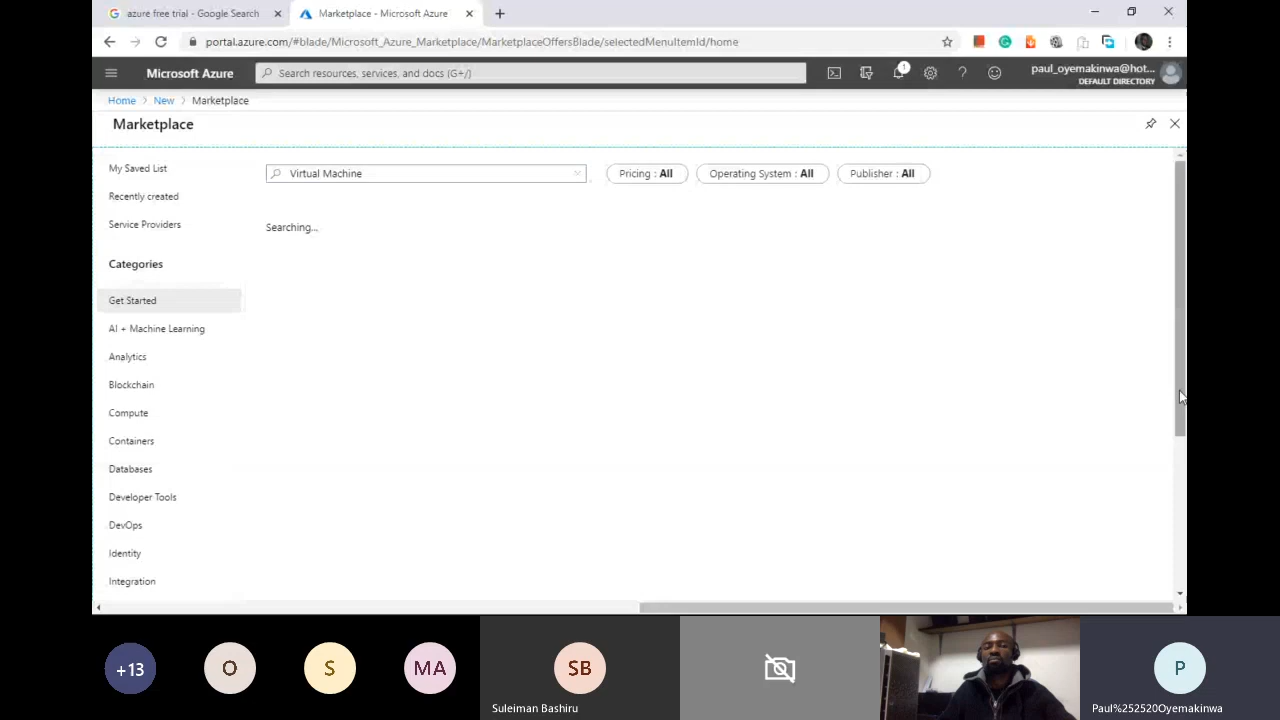 azure free trial - Google Search
Marketplace - Microsoft Azure
portal.azure.com/#blade/Microsoft_Azure_Marketplace/MarketplaceOffersBlade/selectedMenuItemId/home
Microsoft Azure
Search resources, services, and docs (G+/)
1
paul_oyemakinwa@hot...
DEFAULT DIRECTORY
Home > New > Marketplace
Marketplace
My Saved List
Virtual Machine
Pricing : All
Operating System : All
Publisher : All
Recently created
Service Providers
Searching...
Categories
Get Started
AI + Machine Learning
Analytics
Blockchain
Compute
Containers
Databases
Developer Tools
DevOps
Identity
Integration
+13
O
S
MA
SB
P
Suleiman Bashiru
Paul%252520Oyemakinwa